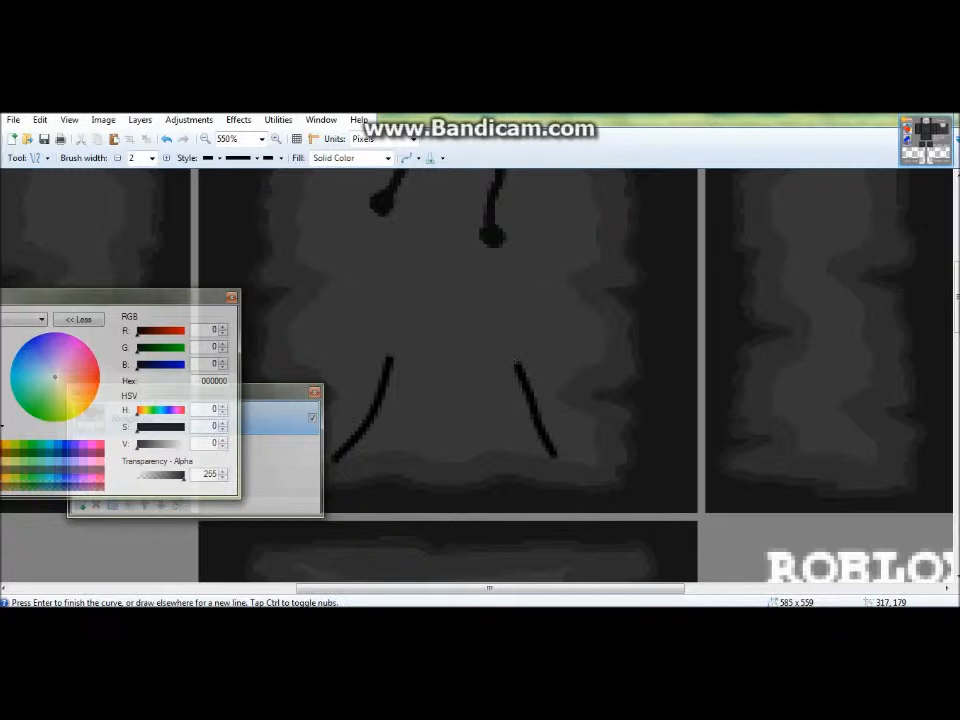 www.Bandicam.com
File Edit View Image Layers Adjustments Effects Utilities Window Help
550% Units: Pixels
Tool: Brush width: 2 Style: Fill: Solid Color
<< Less
RGB
R: 0
G: 0
B: 0
Hex: 000000
HSV
H: 0
S: 0
V: 0
Transparency - Alpha
255
ROBLOX
Press Enter to finish the curve, or draw elsewhere for a new line. Tap Ctrl to toggle nubs.
585 x 559
317, 179